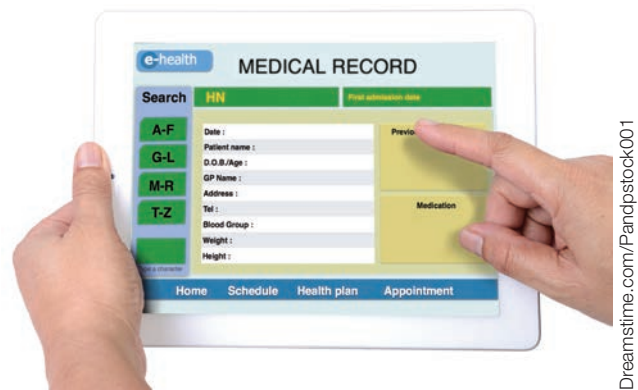 e-health
MEDICAL RECORD
Search
HN
First admission date
A-F
G-L
M-R
T-Z
a character
Date :
Patient name :
D.O.B./Age :
GP Name :
Address :
Tel :
Blood Group :
Weight :
Height :
Medication
Home Schedule Health plan Appointment
Dreamstime.com/Pandpstock001